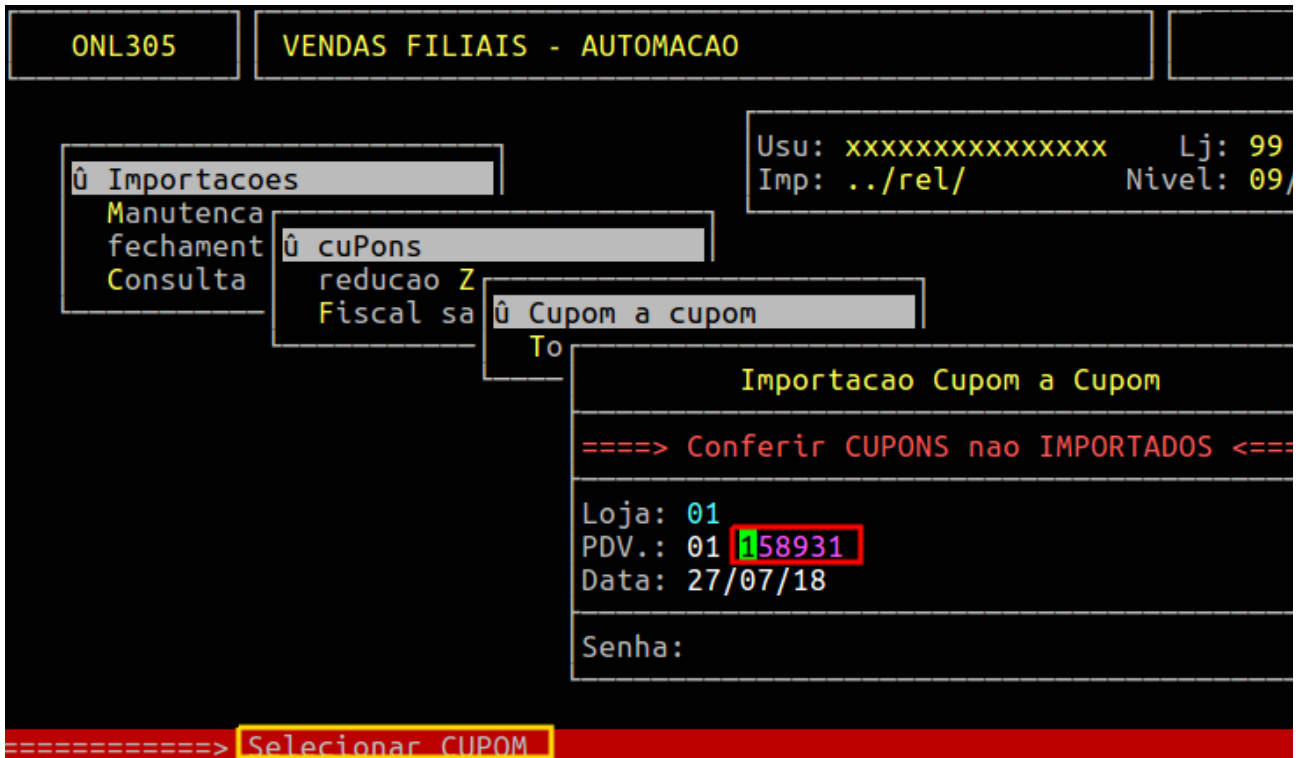 ONL305 VENDAS FILIAIS - AUTOMACAO
Usu: xxxxxxxxxxxxxxx Lj: 99
Imp: ../rel/ Nivel: 09/
û Importacoes
Manutenca
fechament
Consulta
û cuPons
reducao Z
Fiscal sa
û Cupom a cupom
To
Importacao Cupom a Cupom
====> Conferir CUPONS nao IMPORTADOS <===
Loja: 01
PDV.: 01 158931
Data: 27/07/18
Senha:
============> Selecionar CUPOM